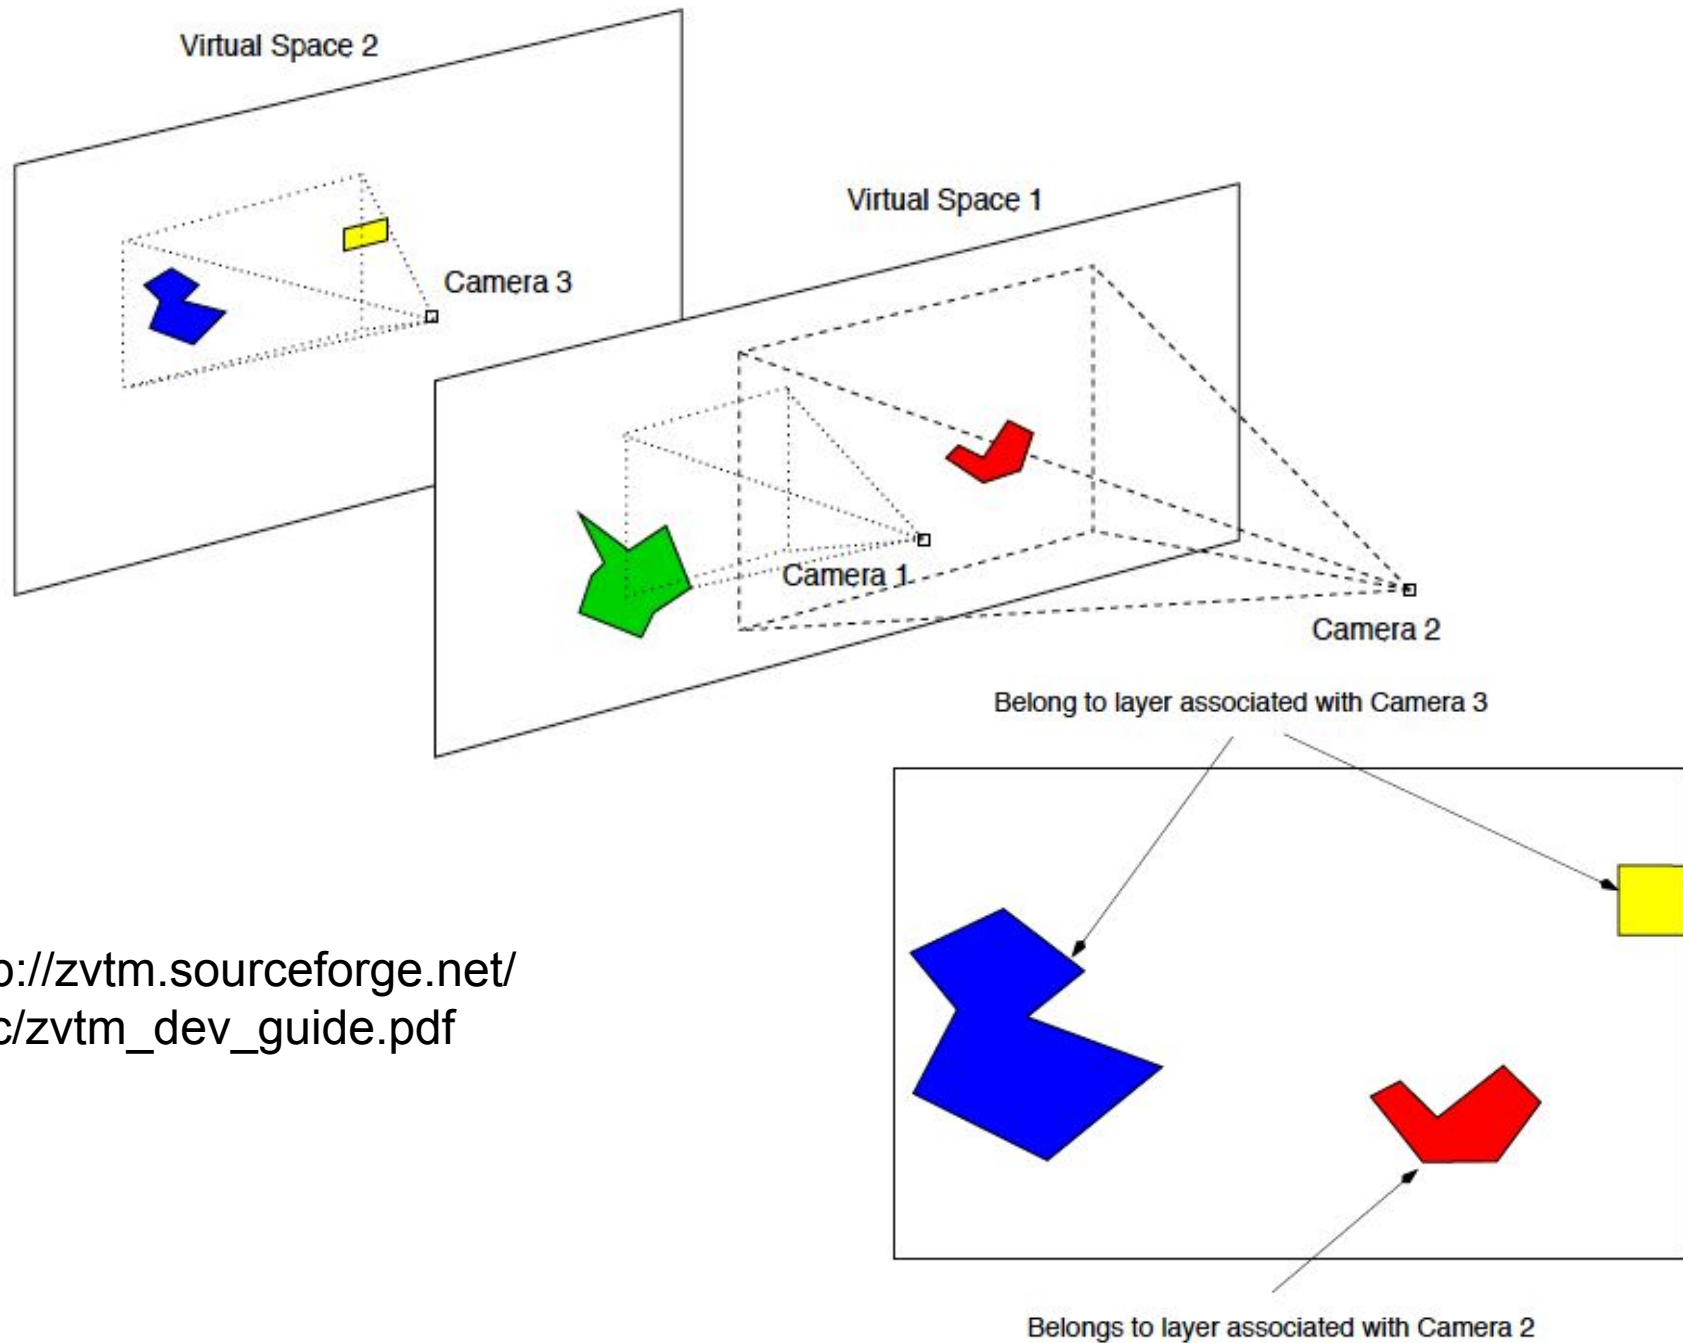 Virtual Space 2
Virtual Space 1
Camera 3
Camera 1
Camera 2
Belong to layer associated with Camera 3
p://zvtm.sourceforge.net/
c/zvtm_dev_guide.pdf
Belongs to layer associated with Camera 2